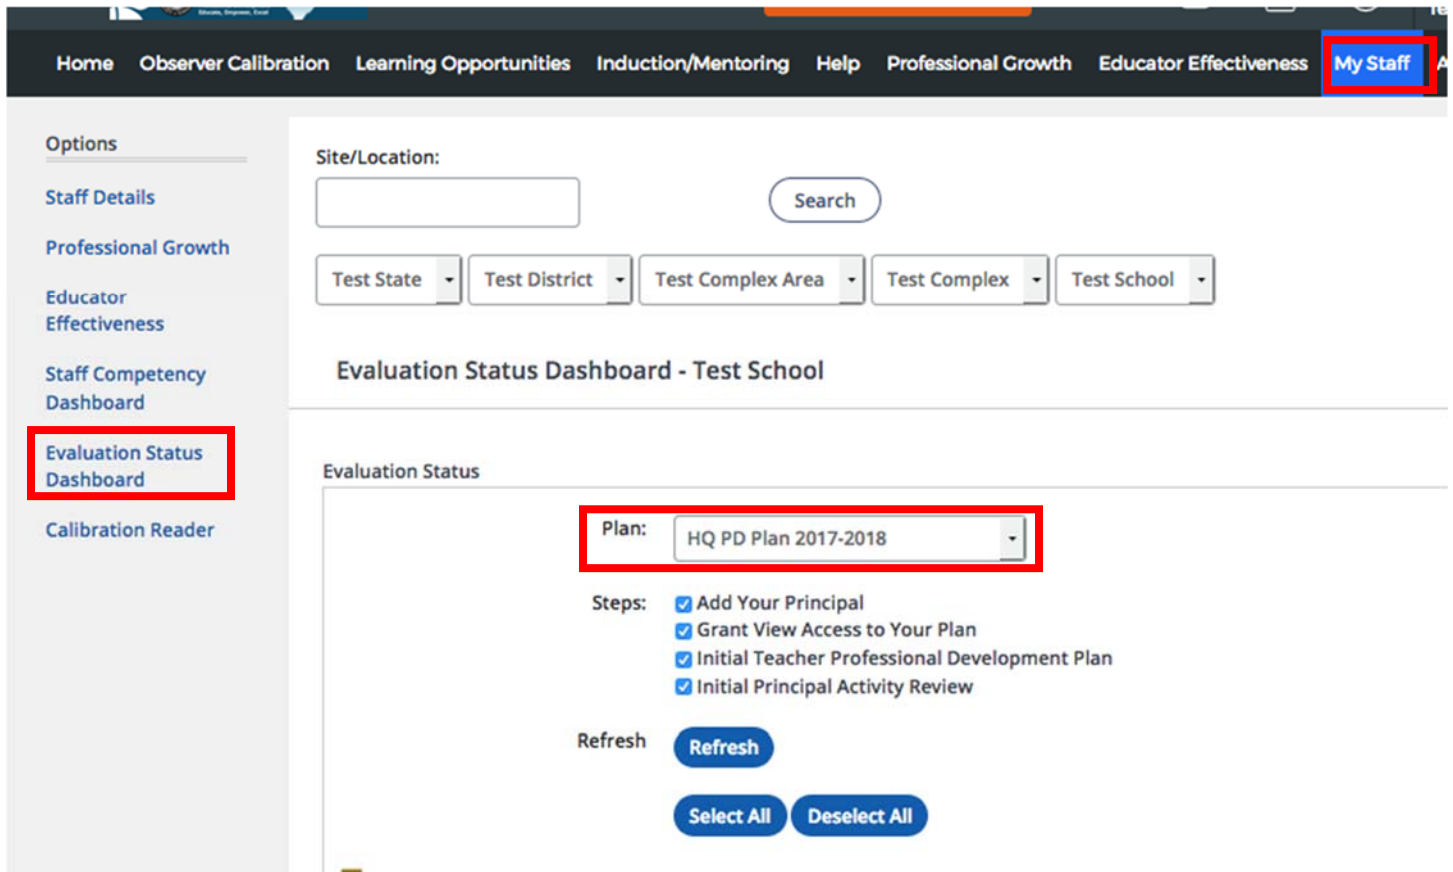 Educate, Empower, Excel
Home Observer Calibration Learning Opportunities Induction/Mentoring Help Professional Growth Educator Effectiveness My Staff
Options
Staff Details
Professional Growth
Educator
Effectiveness
Staff Competency
Dashboard
Evaluation Status
Dashboard
Calibration Reader
Site/Location:
Search
Test State Test District Test Complex Area Test Complex Test School
Evaluation Status Dashboard - Test School
Evaluation Status
Plan: HQ PD Plan 2017-2018
Steps: Add Your Principal
Grant View Access to Your Plan
Initial Teacher Professional Development Plan
Initial Principal Activity Review
Refresh Refresh
Select All Deselect All